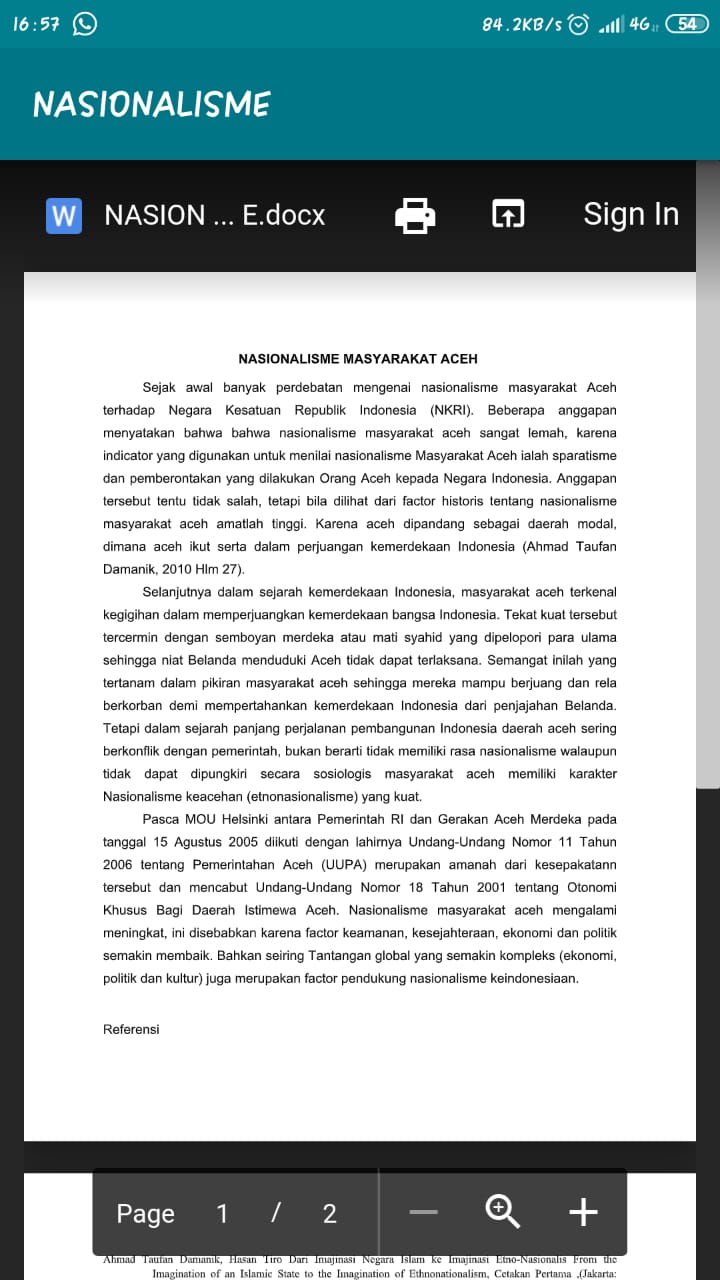 16:57 84.2KB/s 4G 54
NASIONALISME
W NASION ... E.docx Sign In
NASIONALISME MASYARAKAT ACEH
Sejak awal banyak perdebatan mengenai nasionalisme masyarakat Aceh
terhadap Negara Kesatuan Republik Indonesia (NKRI). Beberapa anggapan
menyatakan bahwa bahwa nasionalisme masyarakat aceh sangat lemah, karena
indicator yang digunakan untuk menilai nasionalisme Masyarakat Aceh ialah sparatisme
dan pemberontakan yang dilakukan Orang Aceh kepada Negara Indonesia. Anggapan
tersebut tentu tidak salah, tetapi bila dilihat dari factor historis tentang nasionalisme
masyarakat aceh amatlah tinggi. Karena aceh dipandang sebagai daerah modal,
dimana aceh ikut serta dalam perjuangan kemerdekaan Indonesia (Ahmad Taufan
Damanik, 2010 Hlm 27).
Selanjutnya dalam sejarah kemerdekaan Indonesia, masyarakat aceh terkenal
kegigihan dalam memperjuangkan kemerdekaan bangsa Indonesia. Tekat kuat tersebut
tercermin dengan semboyan merdeka atau mati syahid yang dipelopori para ulama
sehingga niat Belanda menduduki Aceh tidak dapat terlaksana. Semangat inilah yang
tertanam dalam pikiran masyarakat aceh sehingga mereka mampu berjuang dan rela
berkorban demi mempertahankan kemerdekaan Indonesia dari penjajahan Belanda.
Tetapi dalam sejarah panjang perjalanan pembangunan Indonesia daerah aceh sering
berkonflik dengan pemerintah, bukan berarti tidak memiliki rasa nasionalisme walaupun
tidak dapat dipungkiri secara sosiologis masyarakat aceh memiliki karakter
Nasionalisme keacehan (etnonasionalisme) yang kuat.
Pasca MOU Helsinki antara Pemerintah RI dan Gerakan Aceh Merdeka pada
tanggal 15 Agustus 2005 diikuti dengan lahirnya Undang-Undang Nomor 11 Tahun
2006 tentang Pemerintahan Aceh (UUPA) merupakan amanah dari kesepakatann
tersebut dan mencabut Undang-Undang Nomor 18 Tahun 2001 tentang Otonomi
Khusus Bagi Daerah Istimewa Aceh. Nasionalisme masyarakat aceh mengalami
meningkat, ini disebabkan karena factor keamanan, kesejahteraan, ekonomi dan politik
semakin membaik. Bahkan seiring Tantangan global yang semakin kompleks (ekonomi,
politik dan kultur) juga merupakan factor pendukung nasionalisme keindonesiaan.
Referensi
Page 1 / 2
Ahmad Taufan Damanik, Hasan Tiro Dari Imajinasi Negara Islam ke Imajinasi Etno-Nasionalis From the
Imagination of an Islamic State to the Imagination of Ethnonationalism, Cetakan Pertama ,(Jakarta: